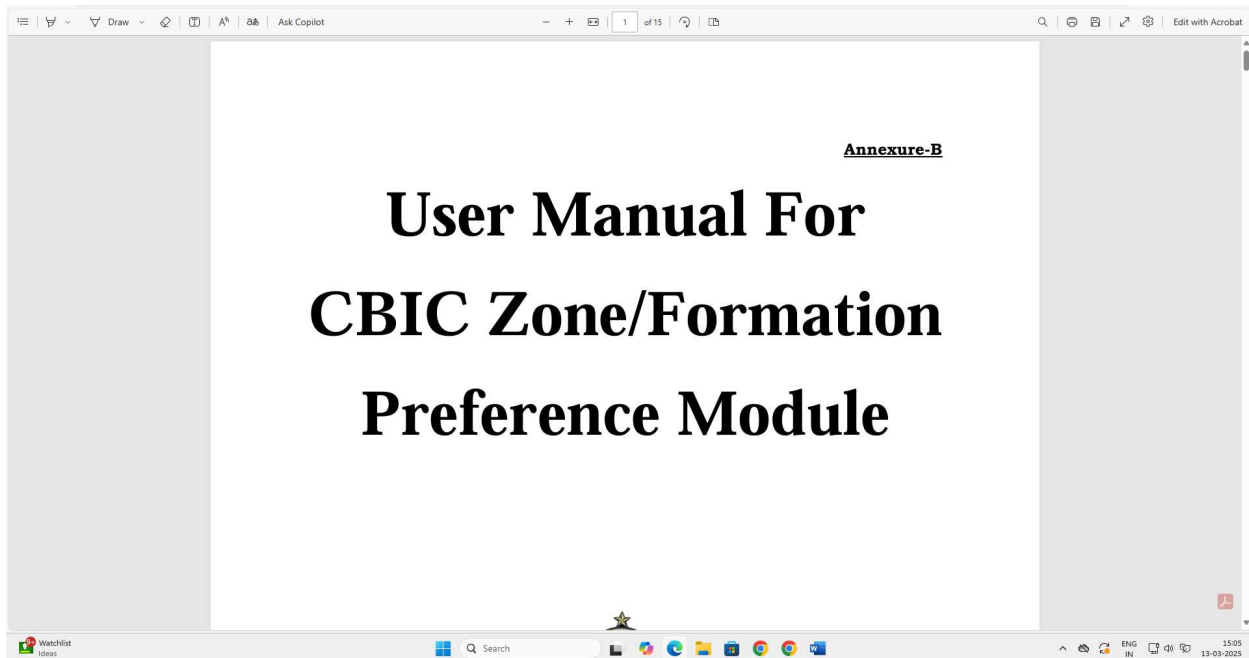 Draw
Ask Copilot
1 of 15
Edit with Acrobat
Annexure-B
User Manual For
CBIC Zone/Formation
Preference Module
9+
Watchlist
Ideas
Search
ENG
IN
15:05
13-03-2025